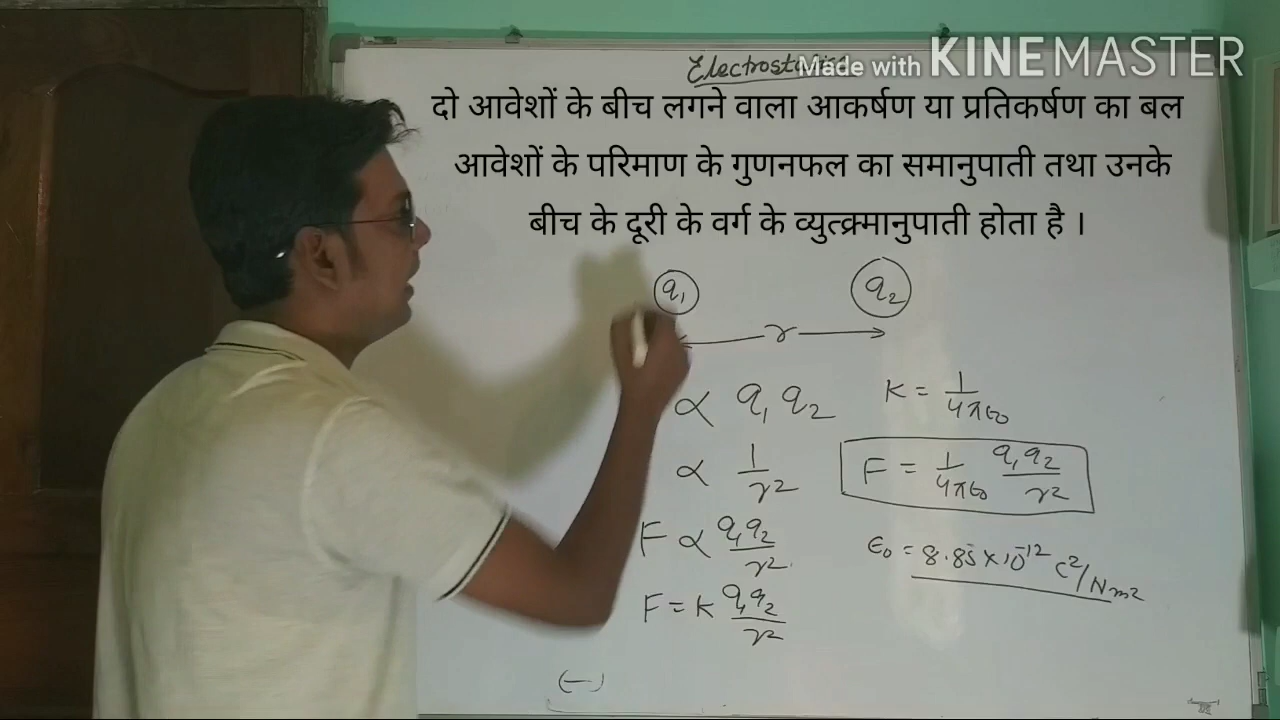 Electrostatics
Made with KINEMASTER
दो आवेशों के बीच लगने वाला आकर्षण या प्रतिकर्षण का बल
आवेशों के परिमाण के गुणनफल का समानुपाती तथा उनके
बीच के दूरी के वर्ग के व्युत्क्रमानुपाती होता है ।
q₁ q₂
r
∝ q₁ q₂ K = 1/4πε₀
∝ 1/r² F = 1/4πε₀ q₁q₂/r²
F ∝ q₁q₂/r² ε₀ = 8.85×10⁻¹² C²/Nm²
F = K q₁q₂/r²
(−)